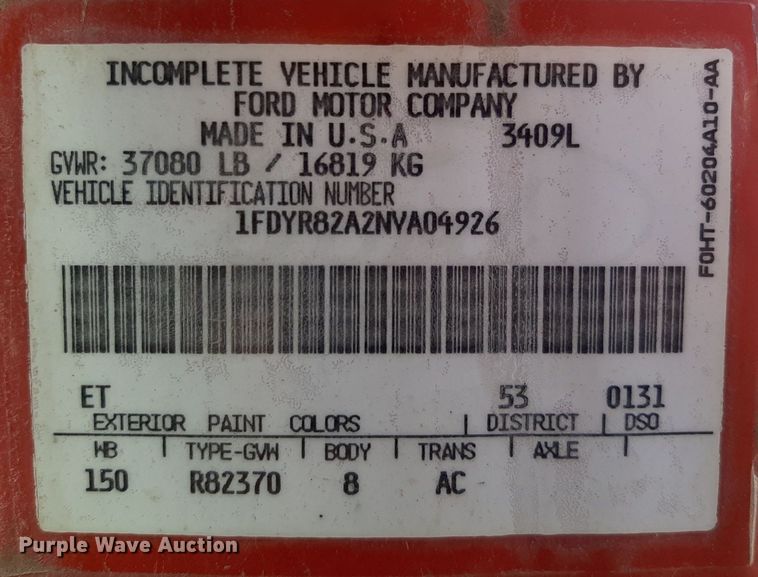 INCOMPLETE VEHICLE MANUFACTURED BY
FORD MOTOR COMPANY
MADE IN U.S.A 3409L
GVWR: 37080 LB / 16819 KG
VEHICLE IDENTIFICATION NUMBER
1FDYR82A2NVA04926
F0HT-60204A10-AA
ET 53 0131
EXTERIOR PAINT COLORS | DISTRICT | DSO
WB | TYPE-GVW | BODY | TRANS | AXLE |
150 R82370 8 AC
Purple Wave Auction